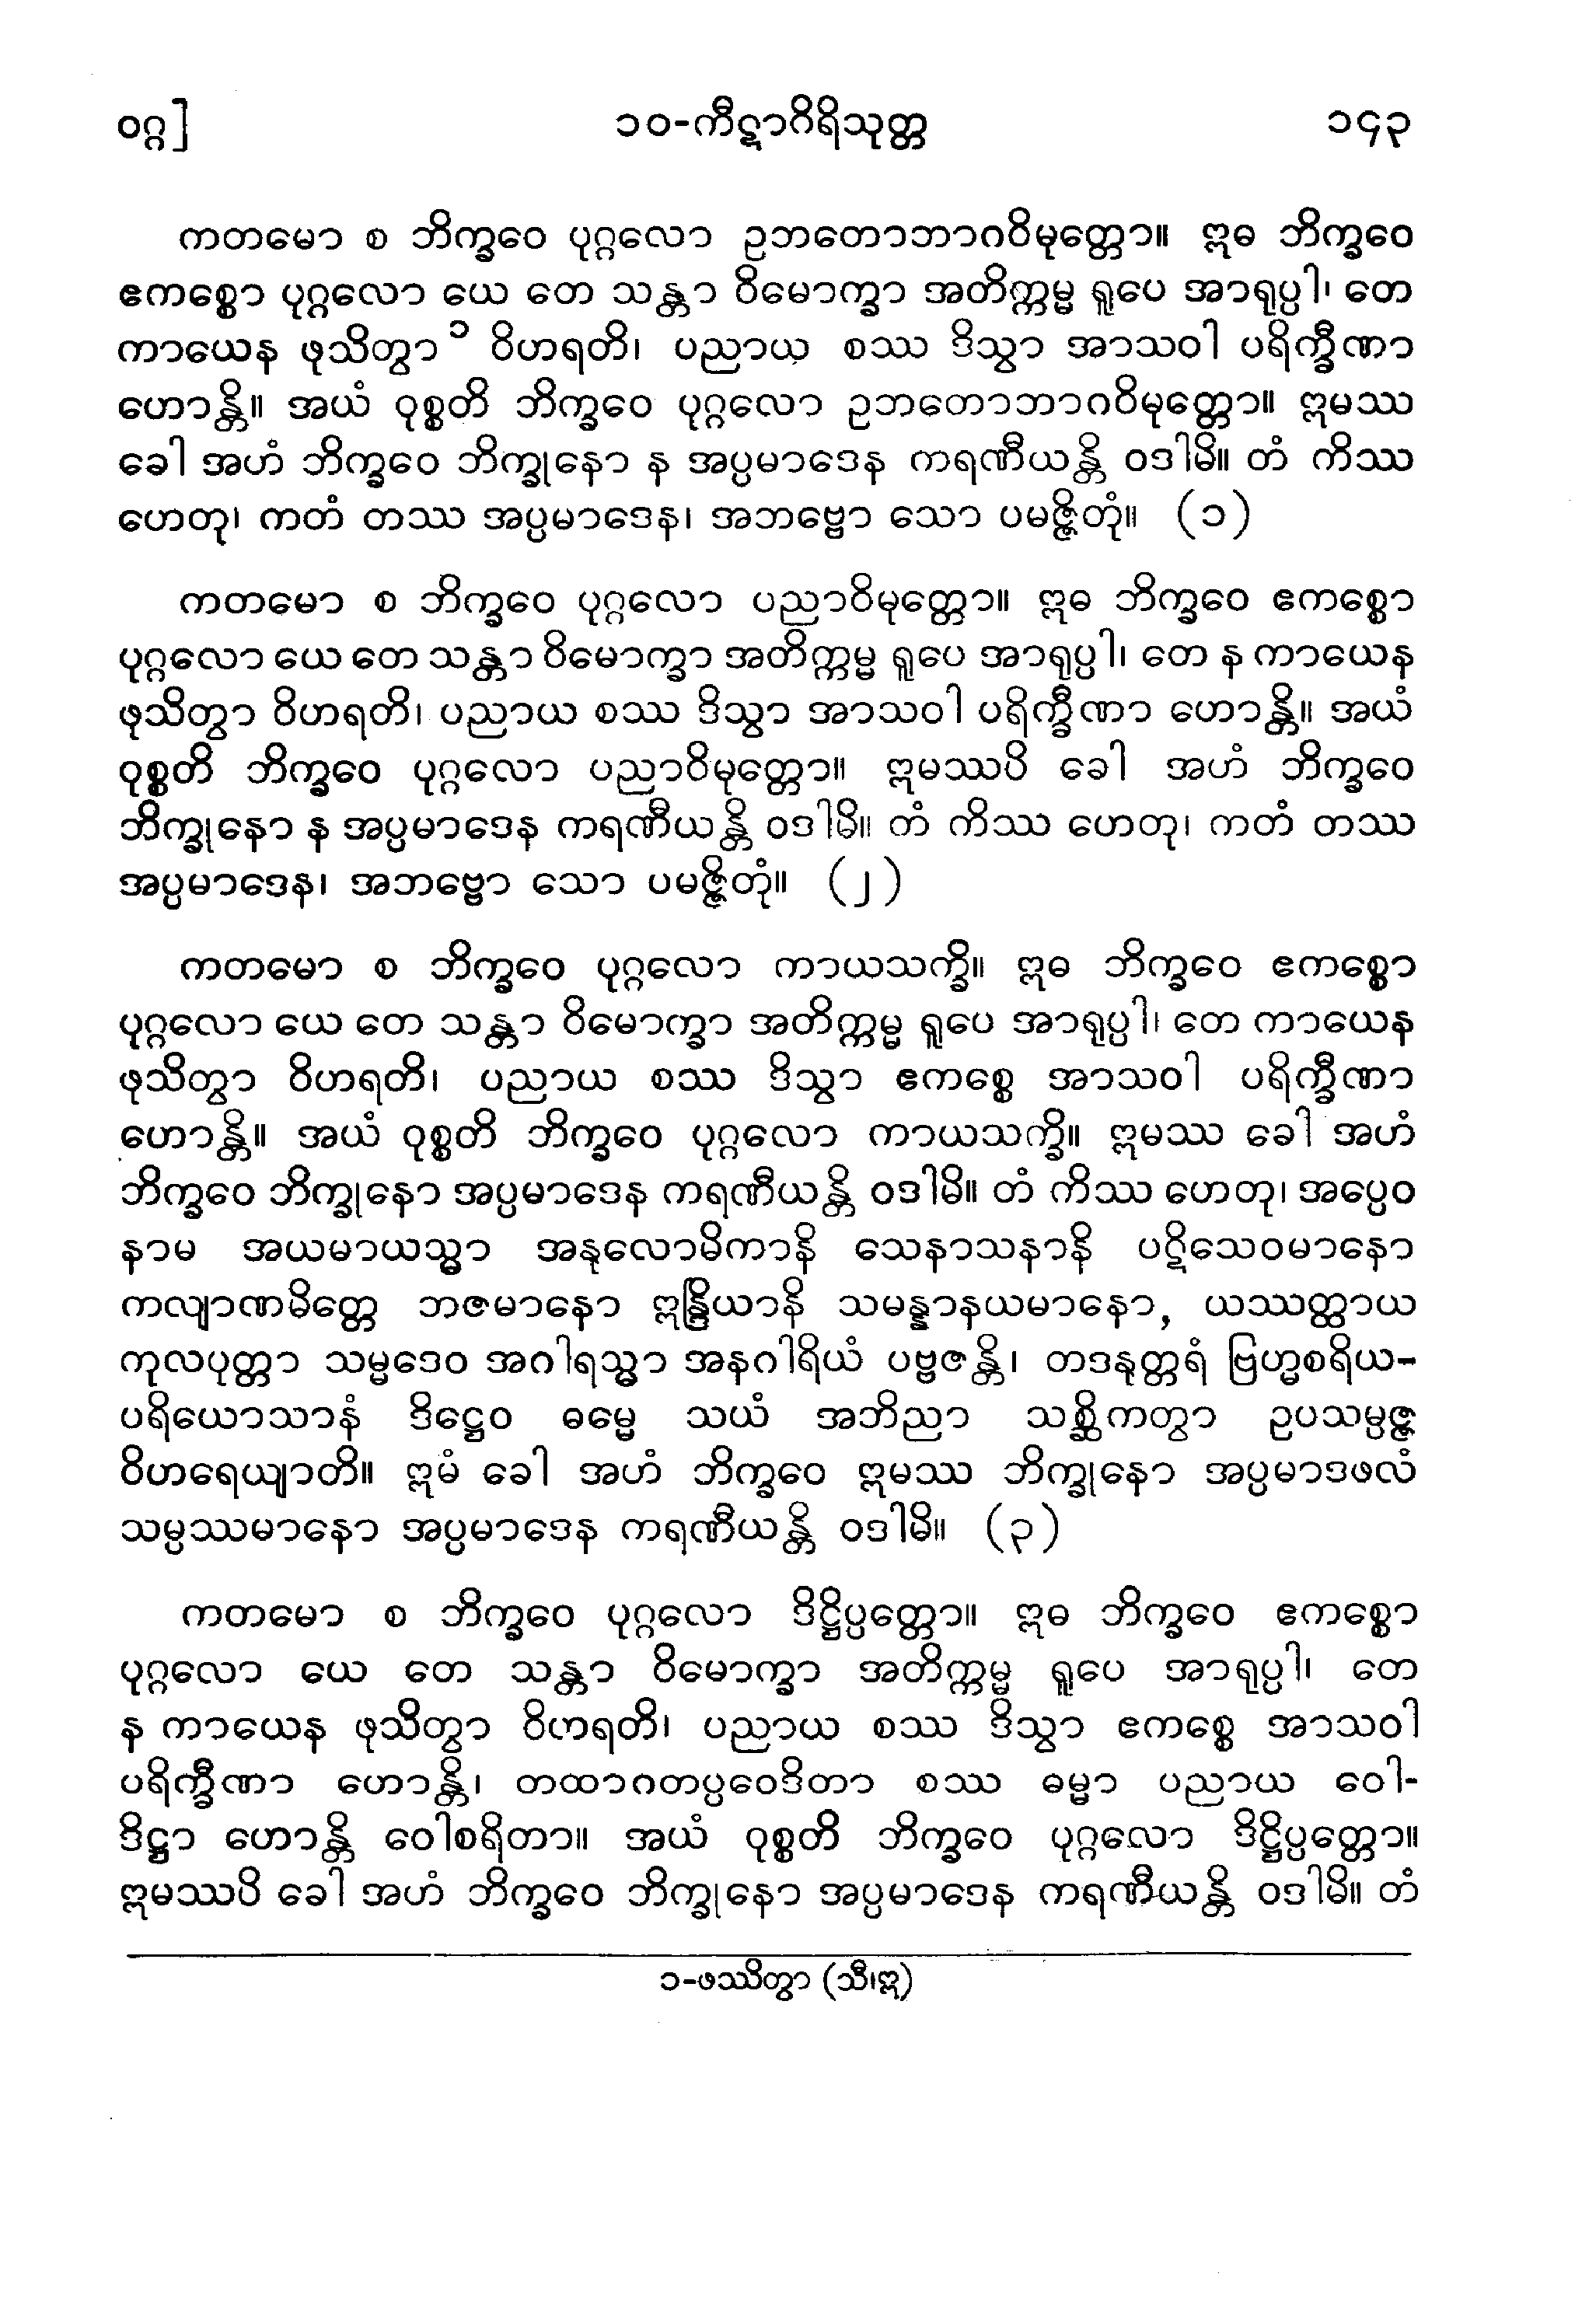 ဝဂ္ဂ]
၁၀-ကီဋာဂိရိသုတ္တ
၁၄၃
ကတမော စ ဘိက္ခဝေ ပုဂ္ဂလော ဥဘတောဘာဂဝိမုတ္တော။ ဣဓ ဘိက္ခဝေ
ဧကစ္စော ပုဂ္ဂလော ယေ တေ သန္တာ ဝိမောက္ခာ အတိက္ကမ္မ ရူပေ အာရုပ္ပါ၊ တေ
ကာယေန ဖုသိတွာ ၁ ဝိဟရတိ၊ ပညာယ စဿ ဒိသွာ အာသဝါ ပရိက္ခီဏာ
ဟောန္တိ။ အယံ ဝုစ္စတိ ဘိက္ခဝေ ပုဂ္ဂလော ဥဘတောဘာဂဝိမုတ္တော။ ဣမဿ
ခေါ အဟံ ဘိက္ခဝေ ဘိက္ခုနော န အပ္ပမာဒေန ကရဏီယန္တိ ဝဒါမိ။ တံ ကိဿ
ဟေတု၊ ကတံ တဿ အပ္ပမာဒေန၊ အဘဗ္ဗော သော ပမဇ္ဇိတုံ။ (၁)
ကတမော စ ဘိက္ခဝေ ပုဂ္ဂလော ပညာဝိမုတ္တော။ ဣဓ ဘိက္ခဝေ ဧကစ္စော
ပုဂ္ဂလော ယေ တေ သန္တာ ဝိမောက္ခာ အတိက္ကမ္မ ရူပေ အာရုပ္ပါ၊ တေ န ကာယေန
ဖုသိတွာ ဝိဟရတိ၊ ပညာယ စဿ ဒိသွာ အာသဝါ ပရိက္ခီဏာ ဟောန္တိ။ အယံ
ဝုစ္စတိ ဘိက္ခဝေ ပုဂ္ဂလော ပညာဝိမုတ္တော။ ဣမဿပိ ခေါ အဟံ ဘိက္ခဝေ
ဘိက္ခုနော န အပ္ပမာဒေန ကရဏီယန္တိ ဝဒါမိ။ တံ ကိဿ ဟေတု၊ ကတံ တဿ
အပ္ပမာဒေန၊ အဘဗ္ဗော သော ပမဇ္ဇိတုံ။ (၂)
ကတမော စ ဘိက္ခဝေ ပုဂ္ဂလော ကာယသက္ခိ။ ဣဓ ဘိက္ခဝေ ဧကစ္စော
ပုဂ္ဂလော ယေ တေ သန္တာ ဝိမောက္ခာ အတိက္ကမ္မ ရူပေ အာရုပ္ပါ၊ တေ ကာယေန
ဖုသိတွာ ဝိဟရတိ၊ ပညာယ စဿ ဒိသွာ ဧကစ္စေ အာသဝါ ပရိက္ခီဏာ
ဟောန္တိ။ အယံ ဝုစ္စတိ ဘိက္ခဝေ ပုဂ္ဂလော ကာယသက္ခိ။ ဣမဿ ခေါ အဟံ
ဘိက္ခဝေ ဘိက္ခုနော အပ္ပမာဒေန ကရဏီယန္တိ ဝဒါမိ။ တံ ကိဿ ဟေတု၊ အပ္ပေဝ
နာမ အယမာယသ္မာ အနုလောမိကာနိ သေနာသနာနိ ပဋိသေဝမာနော
ကလျာဏမိတ္တေ ဘဇမာနော ဣန္ဒြိယာနိ သမန္နာနယမာနော, ယဿတ္ထာယ
ကုလပုတ္တာ သမ္မဒေဝ အဂါရသ္မာ အနဂါရိယံ ပဗ္ဗဇန္တိ၊ တဒနုတ္တရံ ဗြဟ္မစရိယ-
ပရိယောသာနံ ဒိဋ္ဌေဝ ဓမ္မေ သယံ အဘိညာ သစ္ဆိကတွာ ဥပသမ္ပဇ္ဇ
ဝိဟရေယျာတိ။ ဣမံ ခေါ အဟံ ဘိက္ခဝေ ဣမဿ ဘိက္ခုနော အပ္ပမာဒဖလံ
သမ္ပဿမာနော အပ္ပမာဒေန ကရဏီယန္တိ ဝဒါမိ။ (၃)
ကတမော စ ဘိက္ခဝေ ပုဂ္ဂလော ဒိဋ္ဌိပ္ပတ္တော။ ဣဓ ဘိက္ခဝေ ဧကစ္စော
ပုဂ္ဂလော ယေ တေ သန္တာ ဝိမောက္ခာ အတိက္ကမ္မ ရူပေ အာရုပ္ပါ၊ တေ
န ကာယေန ဖုသိတွာ ဝိဟရတိ၊ ပညာယ စဿ ဒိသွာ ဧကစ္စေ အာသဝါ
ပရိက္ခီဏာ ဟောန္တိ၊ တထာဂတပ္ပဝေဒိတာ စဿ ဓမ္မာ ပညာယ ဝေါ-
ဒိဋ္ဌာ ဟောန္တိ ဝေါစရိတာ။ အယံ ဝုစ္စတိ ဘိက္ခဝေ ပုဂ္ဂလော ဒိဋ္ဌိပ္ပတ္တော။
ဣမဿပိ ခေါ အဟံ ဘိက္ခဝေ ဘိက္ခုနော အပ္ပမာဒေန ကရဏီယန္တိ ဝဒါမိ။ တံ
၁-ဖဿိတွာ (သီ၊ဣ)